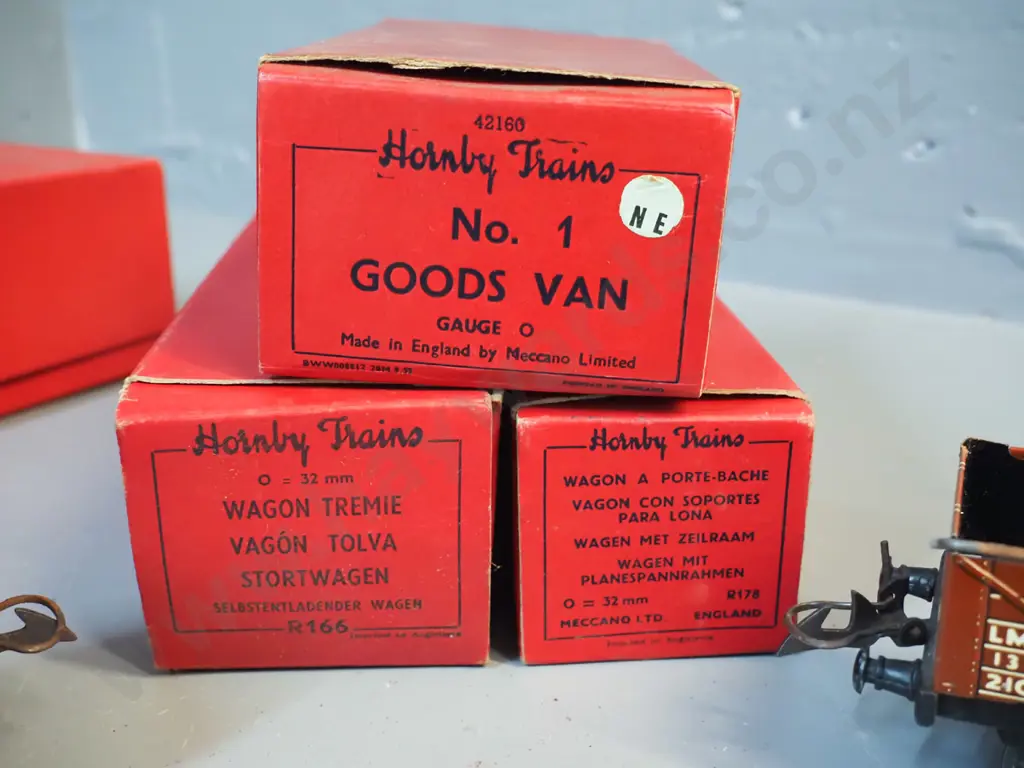 42160
Hornby Trains
No. 1
NE
GOODS VAN
GAUGE O
Made in England by Meccano Limited
Hornby Trains
O = 32 mm
WAGON TREMIE
VAGÓN TOLVA
STORTWAGEN
SELBSTENTLADENDER WAGEN
R166
Hornby Trains
WAGON A PORTE-BACHE
VAGON CON SOPORTES
PARA LONA
WAGEN MET ZEILRAAM
WAGEN MIT
PLANESPANNRAHMEN
O = 32 mm R178
MECCANO LTD. ENGLAND
LM
13
210